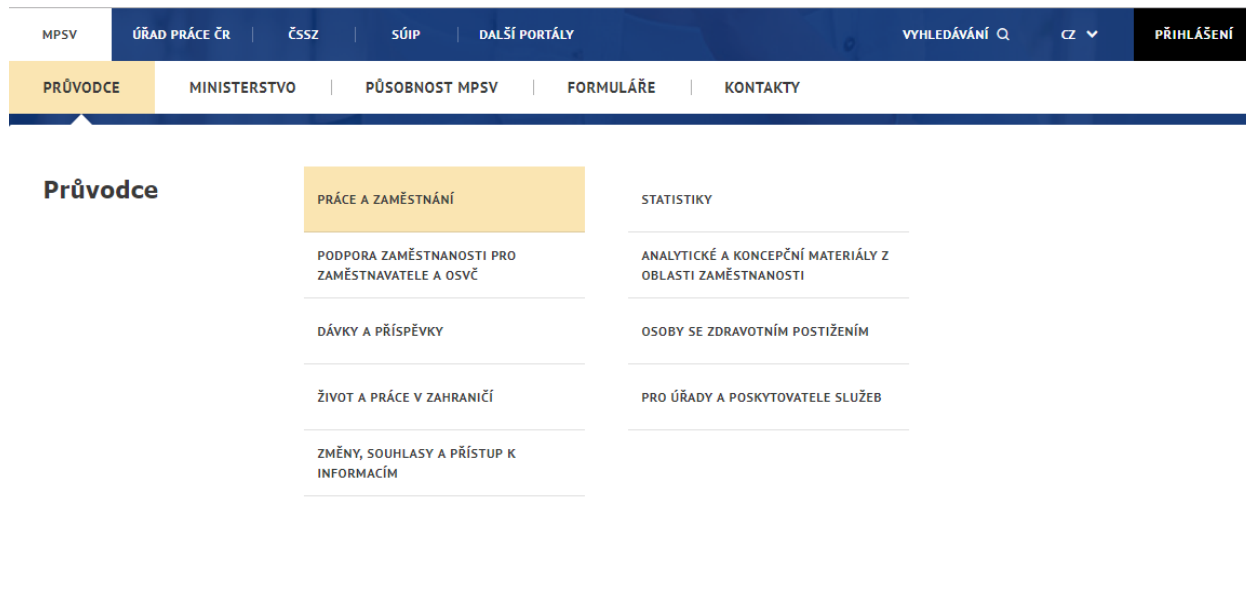 MPSV ÚŘAD PRÁCE ČR ČSSZ SÚIP DALŠÍ PORTÁLY VYHLEDÁVÁNÍ CZ PŘIHLÁŠENÍ
PRŮVODCE MINISTERSTVO PŮSOBNOST MPSV FORMULÁŘE KONTAKTY
Průvodce
PRÁCE A ZAMĚSTNÁNÍ
PODPORA ZAMĚSTNANOSTI PRO
ZAMĚSTNAVATELE A OSVČ
DÁVKY A PŘÍSPĚVKY
ŽIVOT A PRÁCE V ZAHRANIČÍ
ZMĚNY, SOUHLASY A PŘÍSTUP K
INFORMACÍM
STATISTIKY
ANALYTICKÉ A KONCEPČNÍ MATERIÁLY Z
OBLASTI ZAMĚSTNANOSTI
OSOBY SE ZDRAVOTNÍM POSTIŽENÍM
PRO ÚŘADY A POSKYTOVATELE SLUŽEB